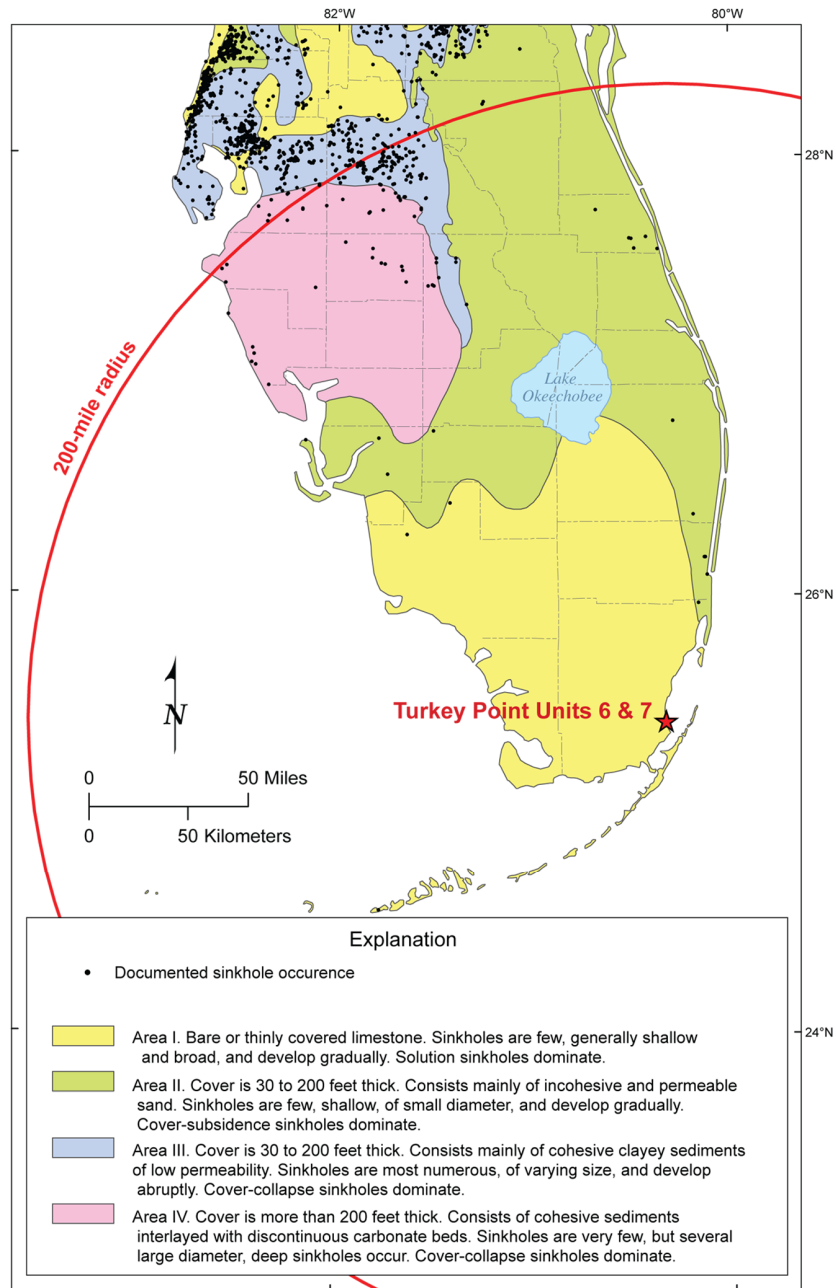 82°W
80°W
28°N
200-mile radius
Lake
Okeechobee
26°N
Turkey Point Units 6 & 7
N
0
50 Miles
0
50 Kilometers
24°N
Explanation
Documented sinkhole occurence
Area I. Bare or thinly covered limestone. Sinkholes are few, generally shallow
and broad, and develop gradually. Solution sinkholes dominate.
Area II. Cover is 30 to 200 feet thick. Consists mainly of incohesive and permeable
sand. Sinkholes are few, shallow, of small diameter, and develop gradually.
Cover-subsidence sinkholes dominate.
Area III. Cover is 30 to 200 feet thick. Consists mainly of cohesive clayey sediments
of low permeability. Sinkholes are most numerous, of varying size, and develop
abruptly. Cover-collapse sinkholes dominate.
Area IV. Cover is more than 200 feet thick. Consists of cohesive sediments
interlayed with discontinuous carbonate beds. Sinkholes are very few, but several
large diameter, deep sinkholes occur. Cover-collapse sinkholes dominate.